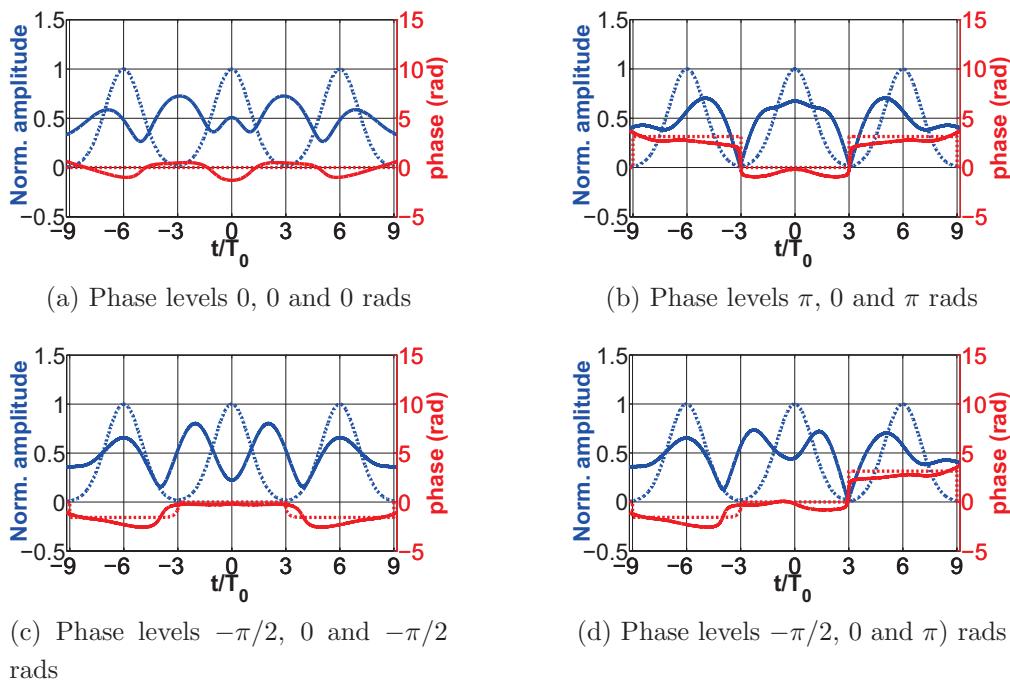 1.5
1
0.5
0
−0.5
Norm. amplitude
15
10
5
0
−5
phase (rad)
−9 −6 −3 0 3 6 9
t/T0
(a) Phase levels 0, 0 and 0 rads
1.5
1
0.5
0
−0.5
Norm. amplitude
15
10
5
0
−5
phase (rad)
−9 −6 −3 0 3 6 9
t/T0
(b) Phase levels π, 0 and π rads
1.5
1
0.5
0
−0.5
Norm. amplitude
15
10
5
0
−5
phase (rad)
−9 −6 −3 0 3 6 9
t/T0
(c) Phase levels −π/2, 0 and −π/2
rads
1.5
1
0.5
0
−0.5
Norm. amplitude
15
10
5
0
−5
phase (rad)
−9 −6 −3 0 3 6 9
t/T0
(d) Phase levels −π/2, 0 and π) rads